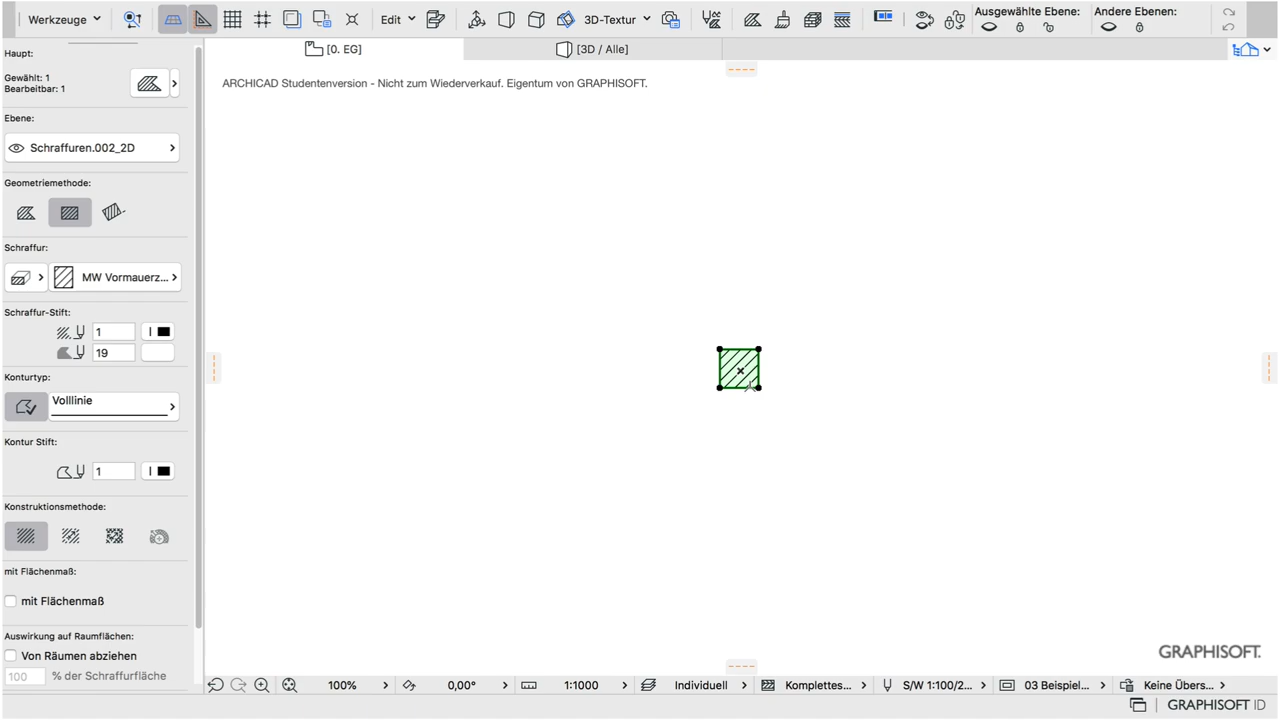 Werkzeuge
Edit
3D-Textur
Ausgewählte Ebene:
Andere Ebenen:
[0. EG]
[3D / Alle]
Haupt:
Gewählt: 1
Bearbeitbar: 1
ARCHICAD Studentenversion - Nicht zum Wiederverkauf. Eigentum von GRAPHISOFT.
Ebene:
Schraffuren.002_2D
Geometriemethode:
Schraffur:
MW Vormauerz...
Schraffur-Stift:
1
19
Konturtyp:
Volllinie
Kontur Stift:
1
Konstruktionsmethode:
mit Flächenmaß:
mit Flächenmaß
Auswirkung auf Raumflächen:
Von Räumen abziehen
100 % der Schraffurfläche
GRAPHISOFT.
100% 0,00° 1:1000 Individuell Komplettes... S/W 1:100/2... 03 Beispiel... Keine Übers...
GRAPHISOFT ID